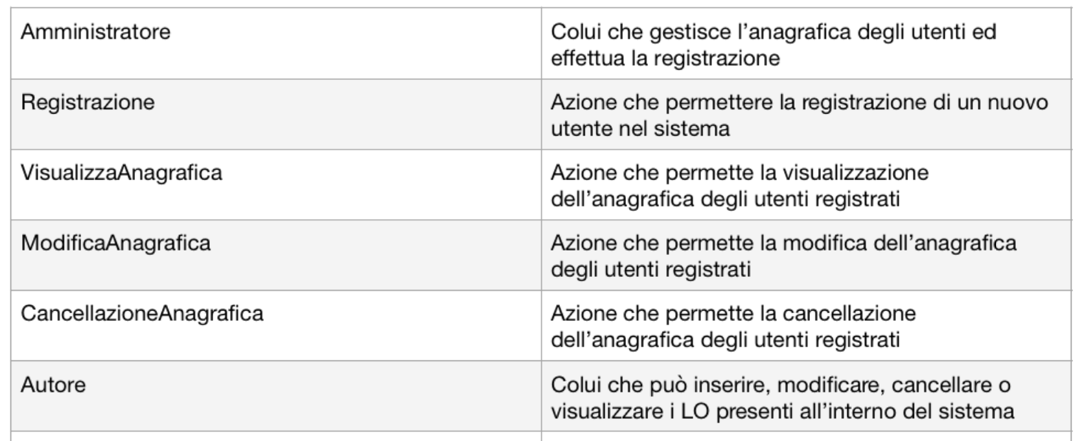 Amministratore
Colui che gestisce l’anagrafica degli utenti ed
effettua la registrazione
Registrazione
Azione che permettere la registrazione di un nuovo
utente nel sistema
VisualizzaAnagrafica
Azione che permette la visualizzazione
dell’anagrafica degli utenti registrati
ModificaAnagrafica
Azione che permette la modifica dell’anagrafica
degli utenti registrati
CancellazioneAnagrafica
Azione che permette la cancellazione
dell’anagrafica degli utenti registrati
Autore
Colui che può inserire, modificare, cancellare o
visualizzare i LO presenti all’interno del sistema